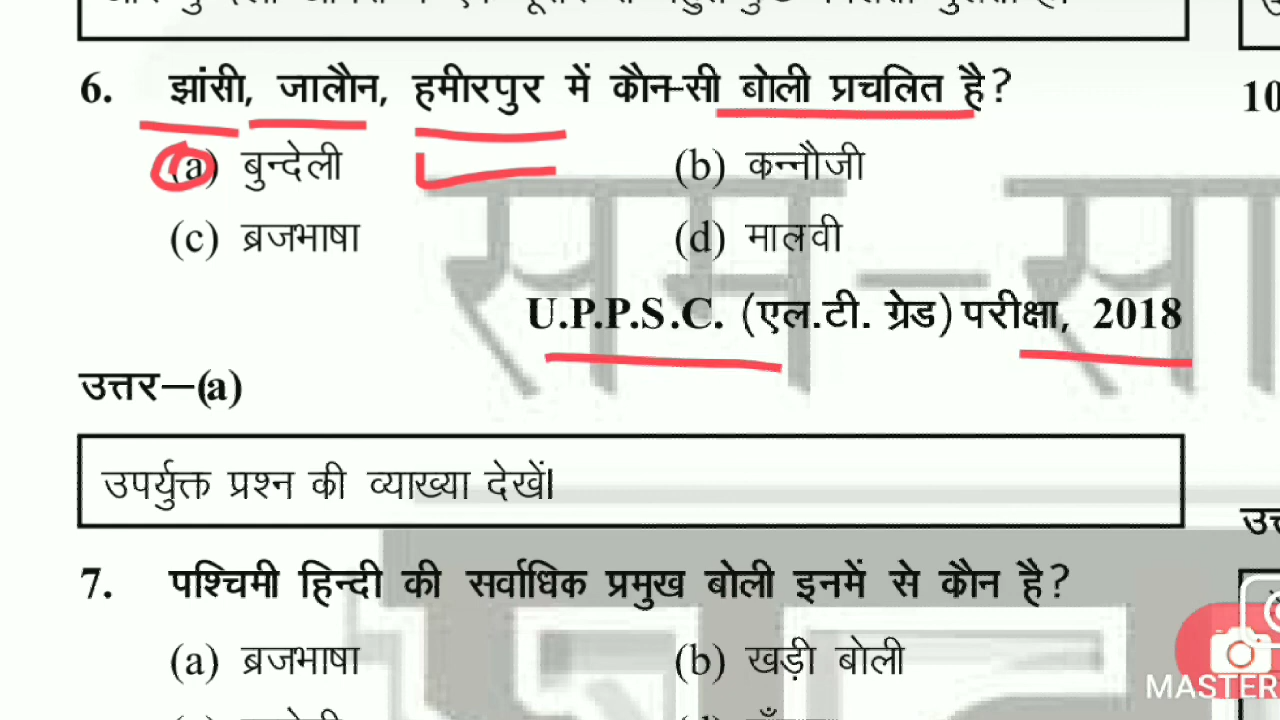 6. झांसी, जालौन, हमीरपुर में कौन-सी बोली प्रचलित है?
(a) बुन्देली (b) कन्नौजी
(c) ब्रजभाषा (d) मालवी
U.P.P.S.C. (एल.टी. ग्रेड) परीक्षा, 2018
उत्तर—(a)
उपर्युक्त प्रश्न की व्याख्या देखें।
7. पश्चिमी हिन्दी की सर्वाधिक प्रमुख बोली इनमें से कौन है?
(a) ब्रजभाषा (b) खड़ी बोली
10
MASTER